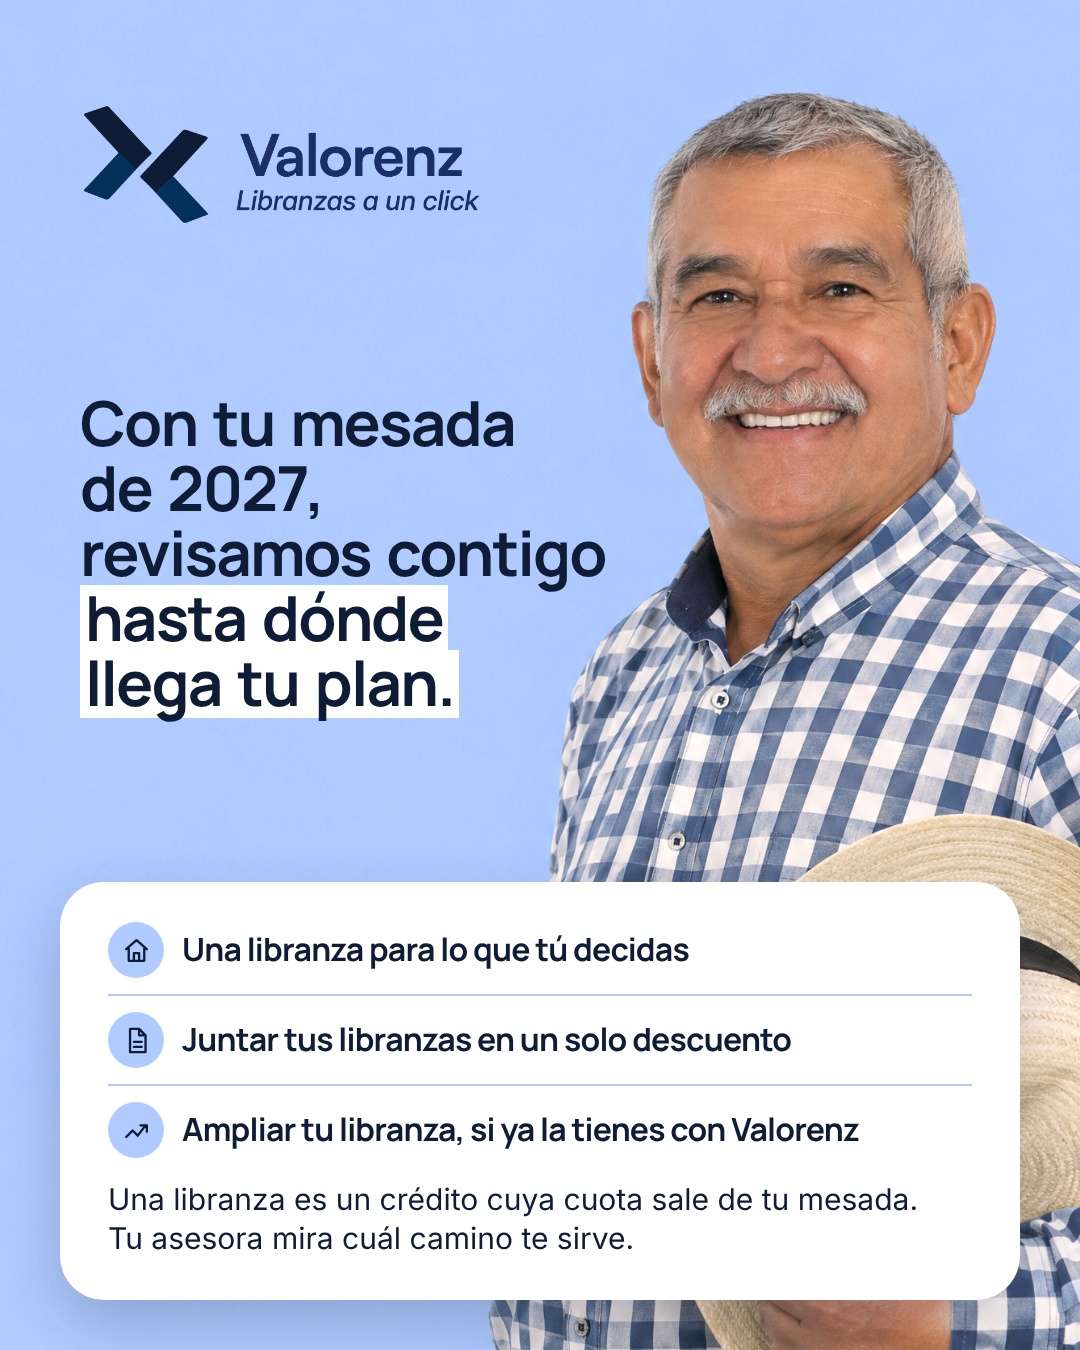 Valorenz
Libranzas a un click
Con tu mesada
de 2027,
revisamos contigo
hasta dónde
llega tu plan.
Una libranza para lo que tú decidas
Juntar tus libranzas en un solo descuento
Ampliar tu libranza, si ya la tienes con Valorenz
Una libranza es un crédito cuya cuota sale de tu mesada.
Tu asesora mira cuál camino te sirve.